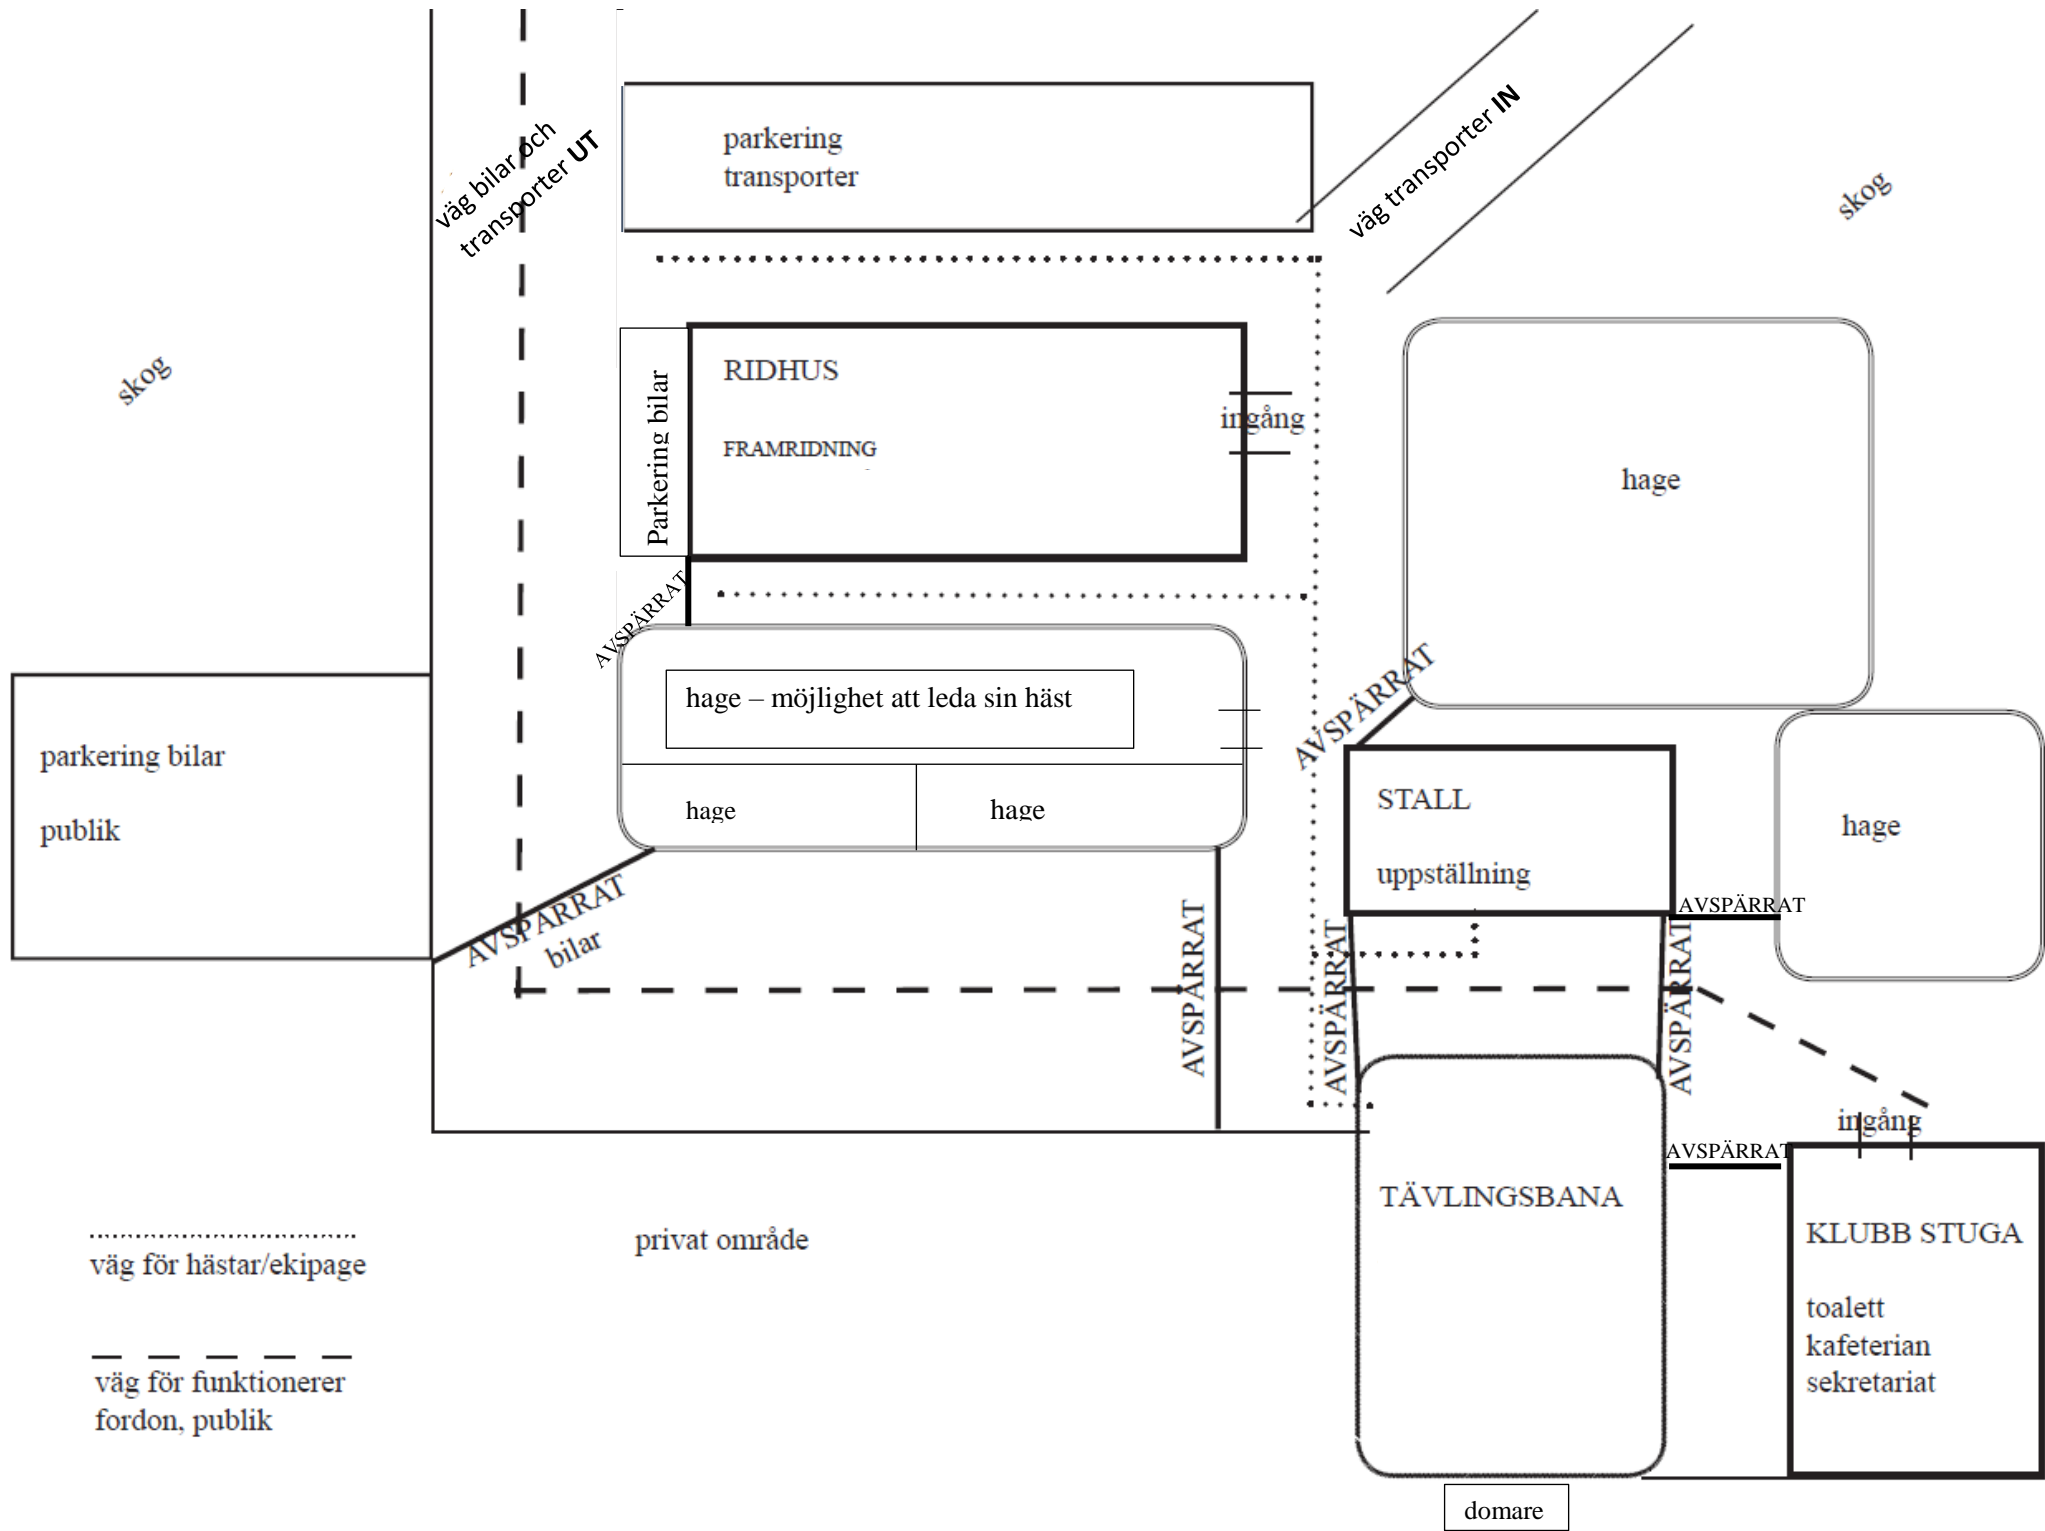 väg bilar och
transporter UT
parkering
transporter
väg transporter IN
skog
skog
Parkering bilar
RIDHUS
FRAMRIDNING
ingång
hage
AVSPÄRRAT
hage – möjlighet att leda sin häst
hage
hage
AVSPÄRRAT
parkering bilar
publik
STALL
uppställning
hage
AVSPÄRRAT
AVSPÄRRAT
bilar
AVSPÄRRAT
AVSPÄRRAT
AVSPÄRRAT
ingång
AVSPÄRRAT
TÄVLINGSBANA
KLUBB STUGA
toalett
kafeterian
sekretariat
privat område
väg för hästar/ekipage
väg för funktionerer
fordon, publik
domare